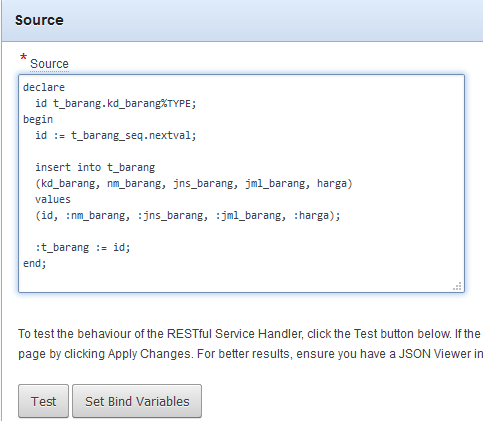 Source
* Source
declare
id t_barang.kd_barang%TYPE;
begin
id := t_barang_seq.nextval;
insert into t_barang
(kd_barang, nm_barang, jns_barang, jml_barang, harga)
values
(id, :nm_barang, :jns_barang, :jml_barang, :harga);
:t_barang := id;
end;
To test the behaviour of the RESTful Service Handler, click the Test button below. If the
page by clicking Apply Changes. For better results, ensure you have a JSON Viewer in
Test Set Bind Variables